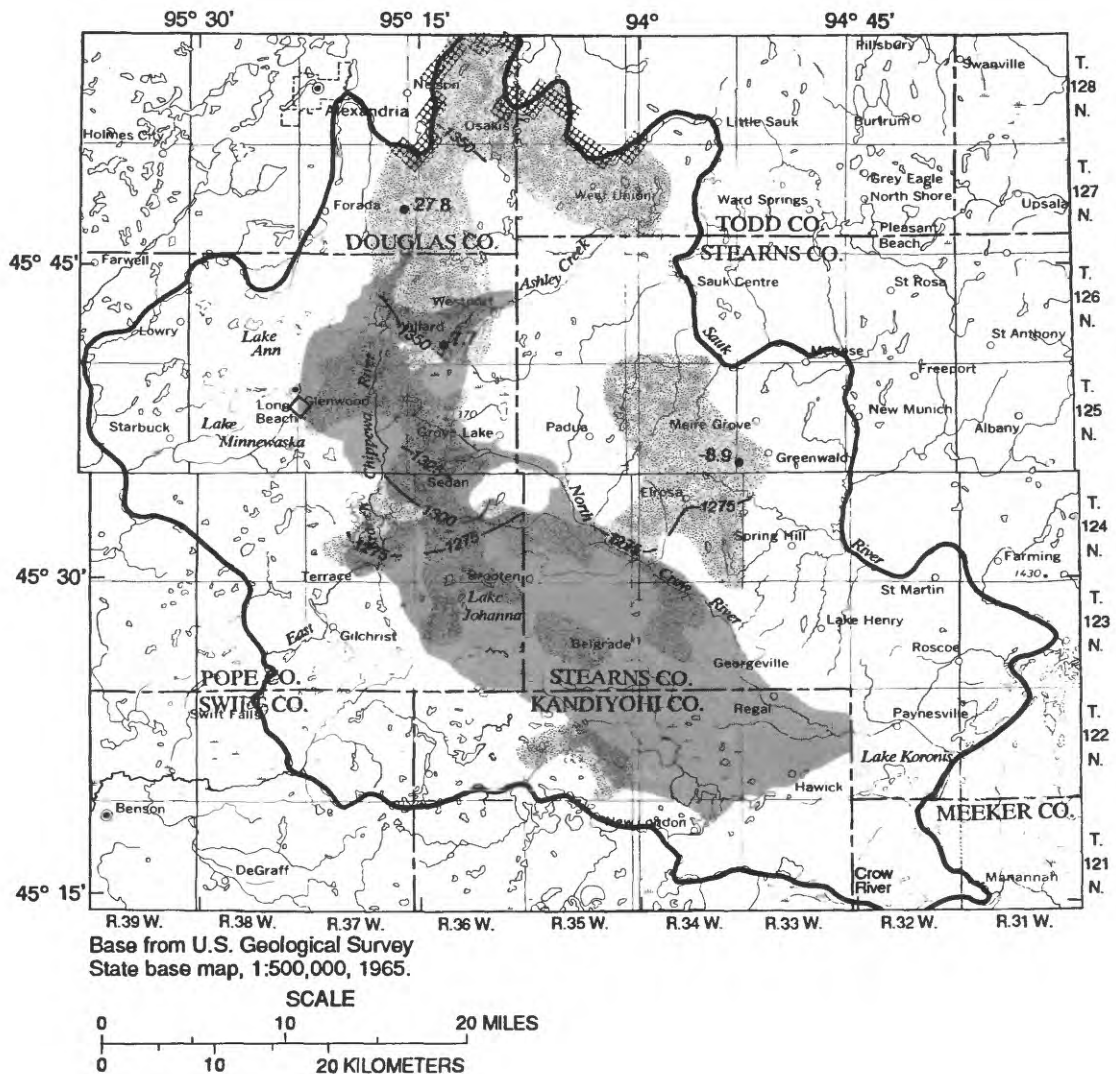 95° 30' 95° 15' 94° 94° 45'
Pillsbury
Swanville
T.
128
N.
Nelson
Alexandria
Osakis
Little Sauk
Burtrum
Holmes City
1350
T.
127
N.
Grey Eagle
West Union
North Shore
Ward Springs
Upsala
Forada
27.8
TODD CO.
Pleasant
Beach
DOUGLAS CO.
STEARNS CO.
45° 45'
Farwell
Ashley Creek
Sauk Centre
St Rosa
T.
126
N.
Westport
Lowry
Villard
1350
7.7
St Anthony
Lake
Ann
Sauk
Melrose
Freeport
Chippewa River
T.
125
N.
Long
Beach
Glenwood
New Munich
Starbuck
Lake
Minnewaska
Grove Lake
Padua
Meire Grove
Albany
-8.9
Greenwald
1325
Sedan
North
Elrosa
1275
T.
124
N.
1300
1275
1275
1275
Spring Hill
River
Farming
45° 30'
Terrace
Brooten
Crow
River
1430
St Martin
Lake
Johanna
T.
123
N.
East
Gilchrist
Lake Henry
Belgrade
Roscoe
Georgeville
POPE CO.
STEARNS CO.
SWIFT CO.
KANDIYOHI CO.
Regal
Swift Falls
Paynesville
T.
122
N.
Lake Koronis
Hawick
Benson
New London
MEEKER CO.
T.
121
N.
DeGraff
Crow
River
Manannah
45° 15'
R.39 W. R.38 W. R.37 W. R.36 W. R.35 W. R.34 W. R.33 W. R.32 W. R.31 W.
Base from U.S. Geological Survey
State base map, 1:500,000, 1965.
SCALE
0 10 20 MILES
0 10 20 KILOMETERS